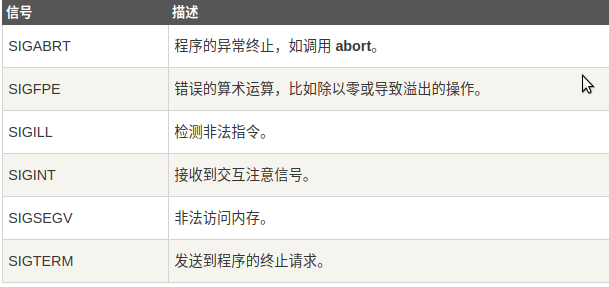 信号 描述
SIGABRT 程序的异常终止，如调用 abort。
SIGFPE 错误的算术运算，比如除以零或导致溢出的操作。
SIGILL 检测非法指令。
SIGINT 接收到交互注意信号。
SIGSEGV 非法访问内存。
SIGTERM 发送到程序的终止请求。